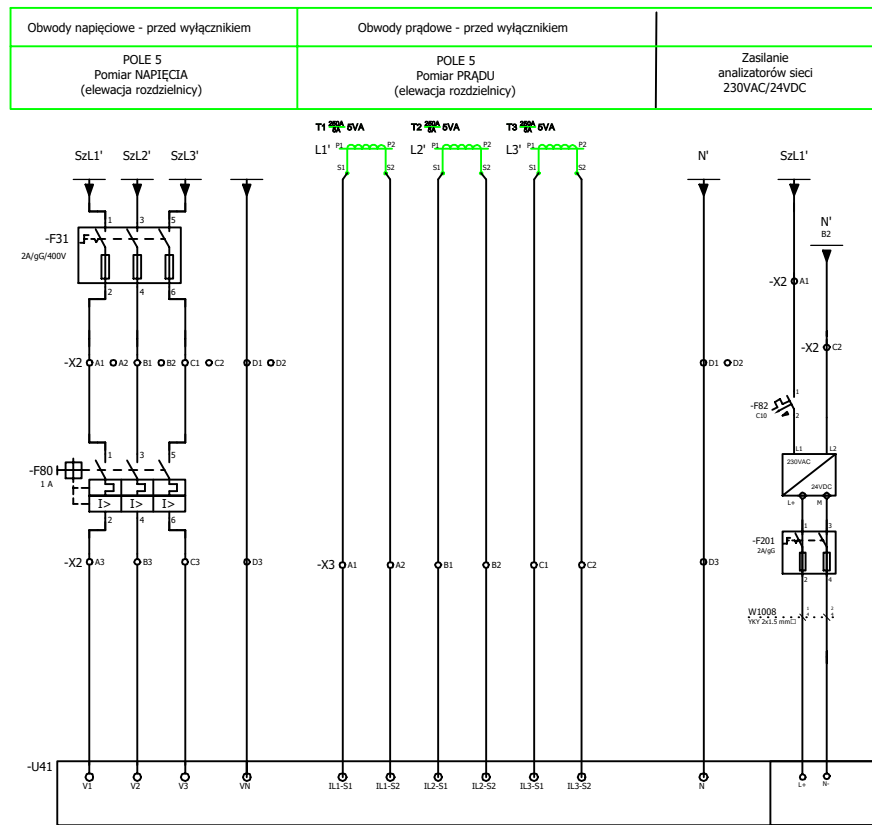 Obwody napięciowe - przed wyłącznikiem
Obwody prądowe - przed wyłącznikiem
POLE 5
Pomiar NAPIĘCIA
(elewacja rozdzielnicy)
POLE 5
Pomiar PRĄDU
(elewacja rozdzielnicy)
Zasilanie
analizatorów sieci
230VAC/24VDC
T1 250A/5A 5VA
T2 250A/5A 5VA
T3 250A/5A 5VA
L1' P1 P2
L2' P1 P2
L3' P1 P2
S1 S2
S1 S2
S1 S2
SzL1' SzL2' SzL3'
N'
SzL1'
N'
B2
1 3 5
-F31
2A/gG/400V
2 4 6
-X2 A1
-X2 A1 A2 B1 B2 C1 C2 D1 D2
D1 D2
-X2 C2
1
-F82
C10
2
1 3 5
-F80
1 A
I> I> I>
2 4 6
L1 L2
230VAC
24VDC
L+ M
1 3
-F201
2A/gG
2 4
-X2 A3 B3 C3 D3
-X3 A1 A2 B1 B2 C1 C2
D3
W1008
YKY 2x1.5 mm□
-U41
V1 V2 V3 VN IL1-S1 IL1-S2 IL2-S1 IL2-S2 IL3-S1 IL3-S2 N L+ N-